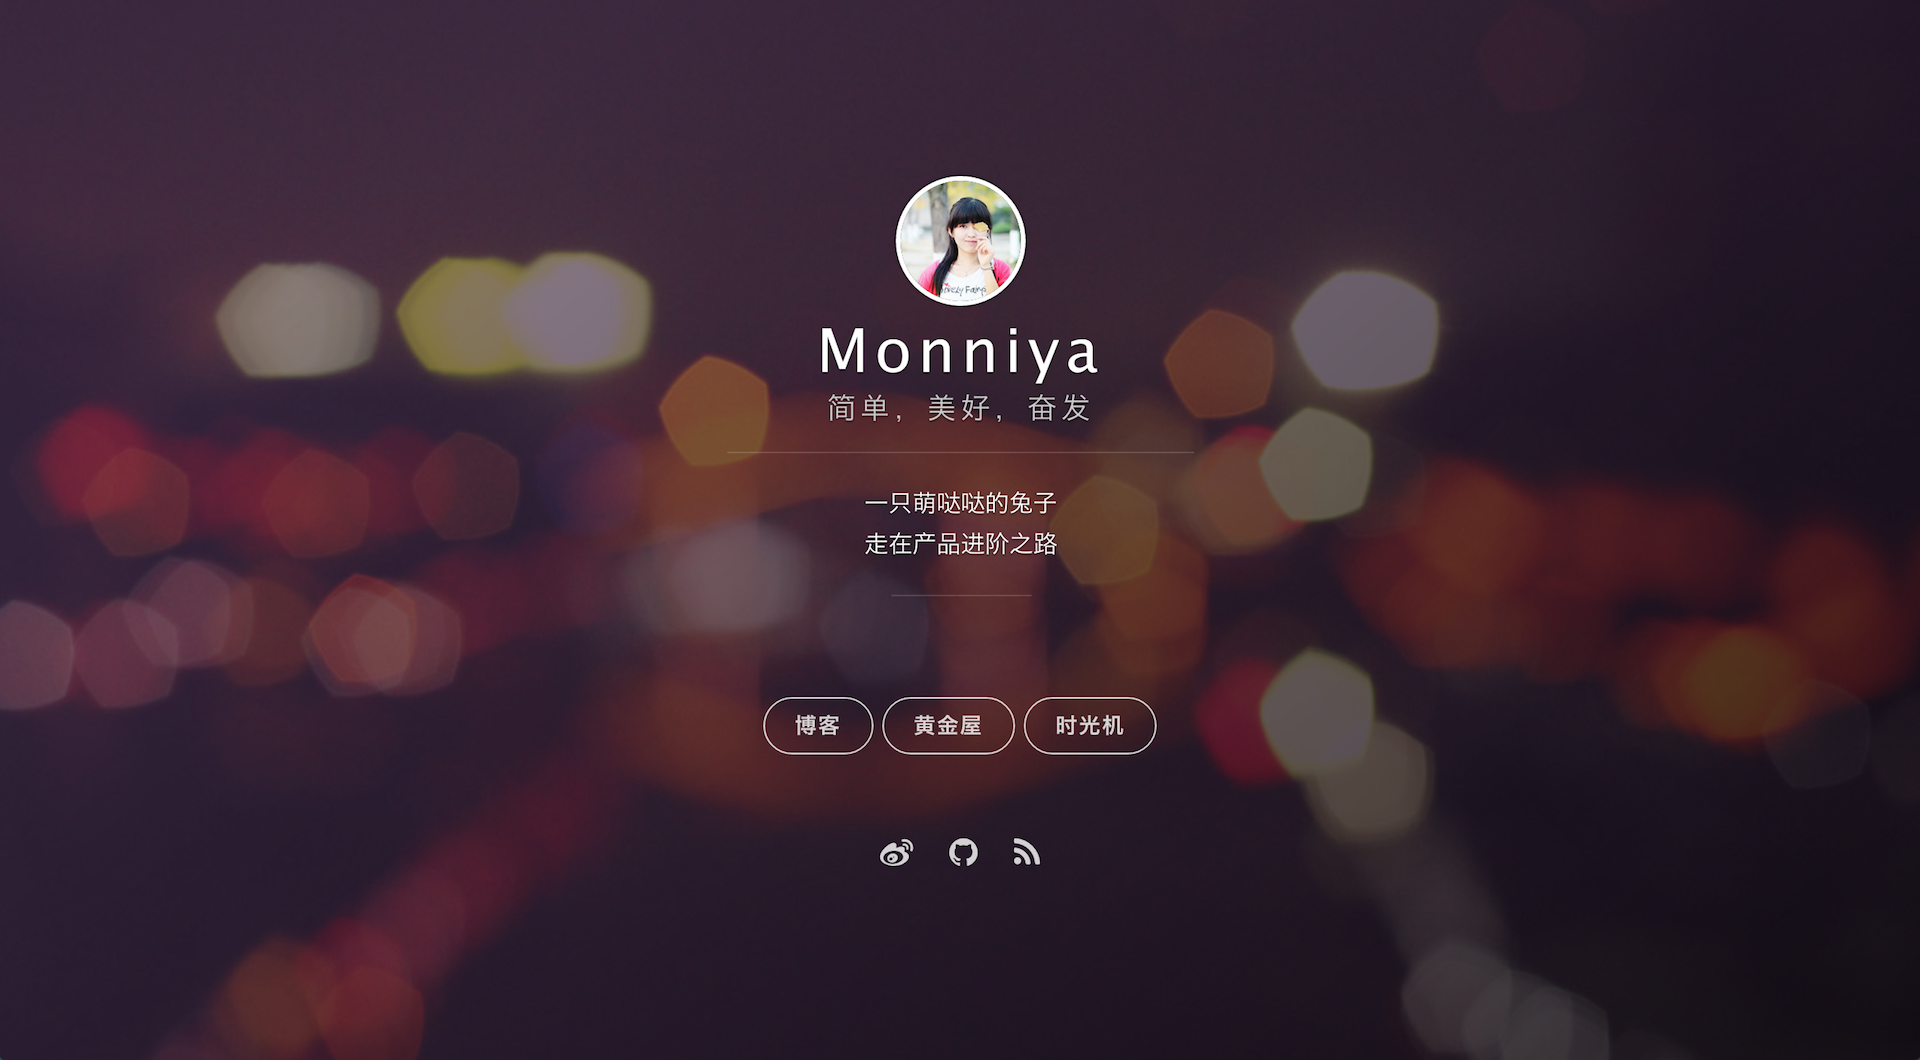 Monniya
简单，美好，奋发
一只萌哒哒的兔子
走在产品进阶之路
博客
黄金屋
时光机